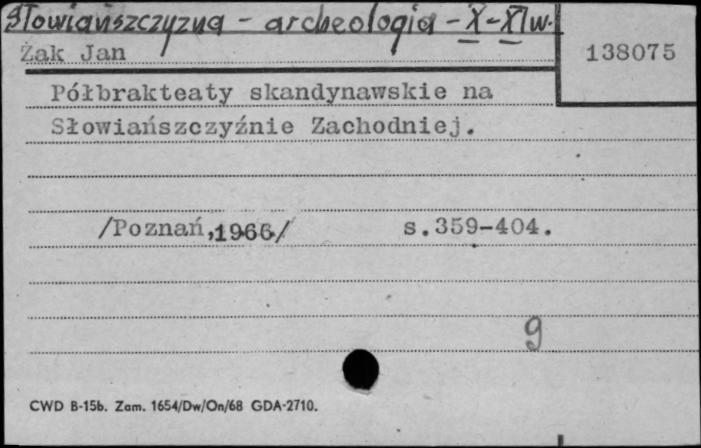 Słowiańszczyzna - archeologia - X-XI w.
Żak Jan
138075
Półbrakteaty skandynawskie na
Słowiańszczyźnie Zachodniej.
/Poznań,1966/ s.359-404.
9
CWD B-15b. Zam. 1654/Dw/On/68 GDA-2710.